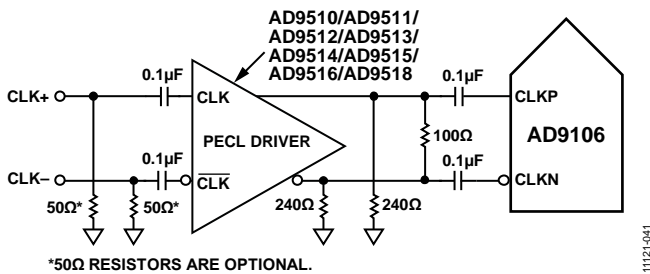 AD9510/AD9511/
AD9512/AD9513/
AD9514/AD9515/
AD9516/AD9518
0.1µF
0.1µF
CLK+
CLK
CLKP
PECL DRIVER
100Ω
AD9106
0.1µF
0.1µF
CLK–
CLK
CLKN
50Ω*
50Ω*
240Ω
240Ω
*50Ω RESISTORS ARE OPTIONAL.
11121-041